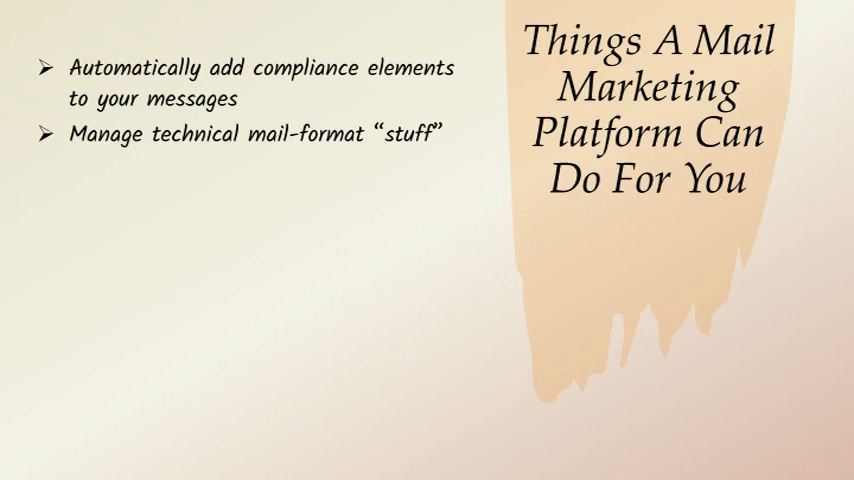 Things A Mail
Marketing
Platform Can
Do For You
➢ Automatically add compliance elements
to your messages
➢ Manage technical mail-format “stuff”